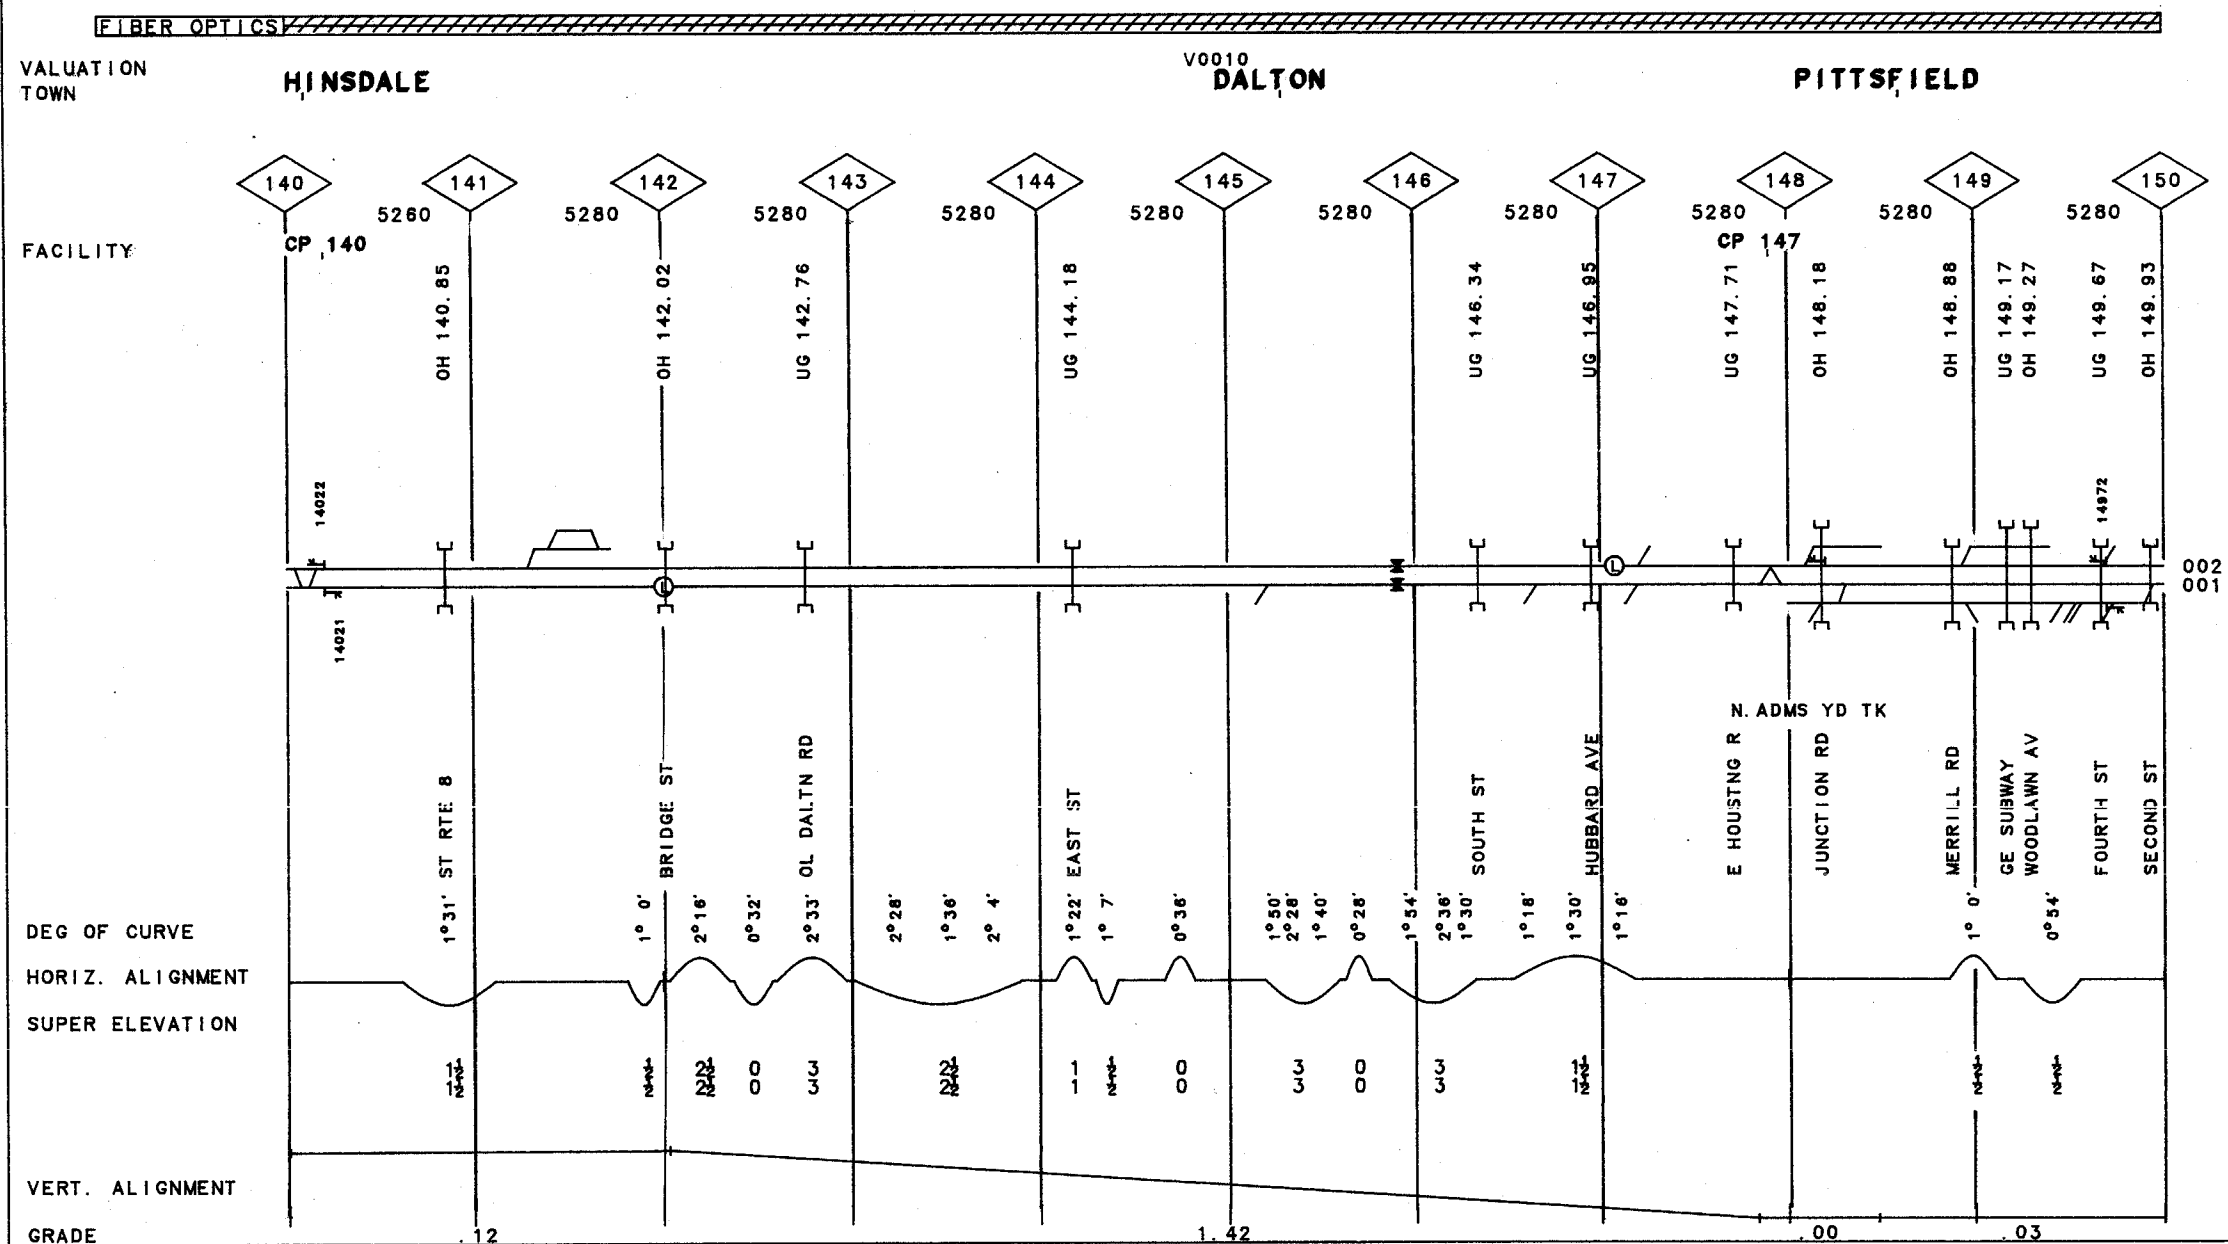 FIBER OPTICS
VALUATION
V0010
TOWN
HINSDALE
DALTON
PITTSFIELD
140
141
142
143
144
145
146
147
148
149
150
5260
5280
5280
5280
5280
5280
5280
5280
5280
5280
FACILITY
CP 140
CP 147
OH 140.85
OH 142.02
UG 142.76
UG 144.18
UG 146.34
UG 146.95
UG 147.71
OH 148.18
OH 148.88
UG 149.17
OH 149.27
UG 149.67
OH 149.93
14022
14972
L
L
002
001
14021
N. ADMS YD TK
ST RTE 8
BRIDGE ST
OL DALTN RD
EAST ST
SOUTH ST
HUBBARD AVE
E HOUSTNG R
JUNCTION RD
MERRILL RD
GE SUBWAY
WOODLAWN AV
FOURTH ST
SECOND ST
DEG OF CURVE
1°31'
1° 0'
2°16'
0°32'
2°33'
2°28'
1°36'
2° 4'
1°22'
1° 7'
0°36'
1°50'
2°28'
1°40'
0°28'
1°54'
2°36'
1°30'
1°18'
1°30'
1°16'
1° 0'
0°54'
HORIZ. ALIGNMENT
SUPER ELEVATION
1½ ½ 2½ 0 3 2½ 1 ½ 0 3 0 3 1½ ½ ½
1½ ½ 2½ 0 3 2½ 1 ½ 0 3 0 3 1½ ½ ½
VERT. ALIGNMENT
GRADE
.12
1.42
.00
.03